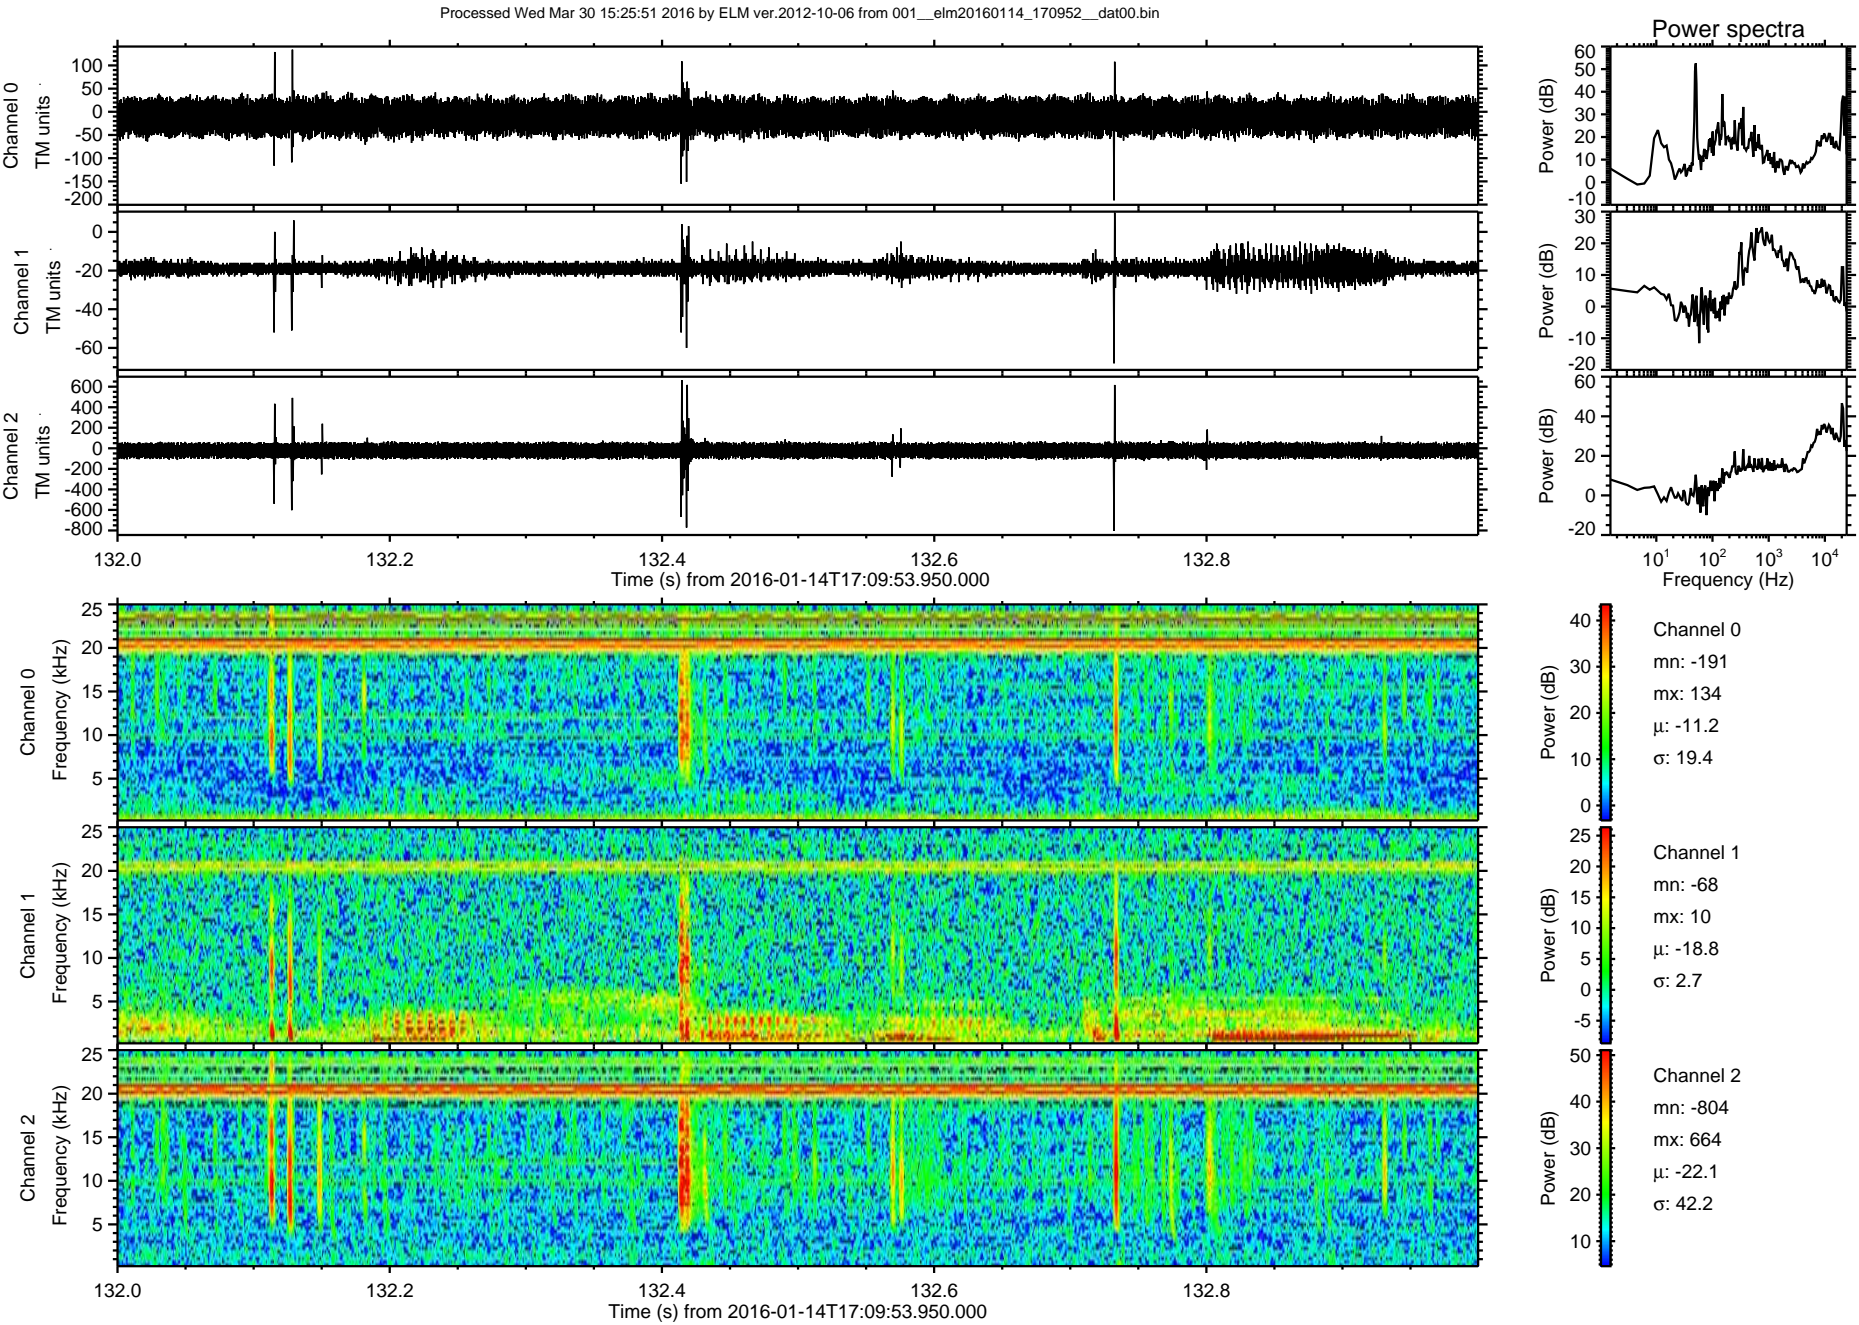 Processed Wed Mar 30 15:25:51 2016 by ELM ver.2012-10-06 from 001__elm20160114_170952__dat00.bin
Power spectra
Channel 0
TM units
100
50
0
-50
-100
-150
-200
Power (dB)
60
50
40
30
20
10
0
-10
Channel 1
TM units
0
-20
-40
-60
Power (dB)
30
20
10
0
-10
-20
Channel 2
TM units
600
400
200
0
-200
-400
-600
-800
Power (dB)
60
40
20
0
-20
132.0 132.2 132.4 132.6 132.8
Time (s) from 2016-01-14T17:09:53.950.000
10¹ 10² 10³ 10⁴
Frequency (Hz)
Channel 0
Frequency (kHz)
25
20
15
10
5
Power (dB)
40
30
20
10
0
Channel 0
mn: -191
mx: 134
μ: -11.2
σ: 19.4
Channel 1
Frequency (kHz)
25
20
15
10
5
Power (dB)
25
20
15
10
5
0
-5
Channel 1
mn: -68
mx: 10
μ: -18.8
σ: 2.7
Channel 2
Frequency (kHz)
25
20
15
10
5
Power (dB)
50
40
30
20
10
Channel 2
mn: -804
mx: 664
μ: -22.1
σ: 42.2
132.0 132.2 132.4 132.6 132.8
Time (s) from 2016-01-14T17:09:53.950.000